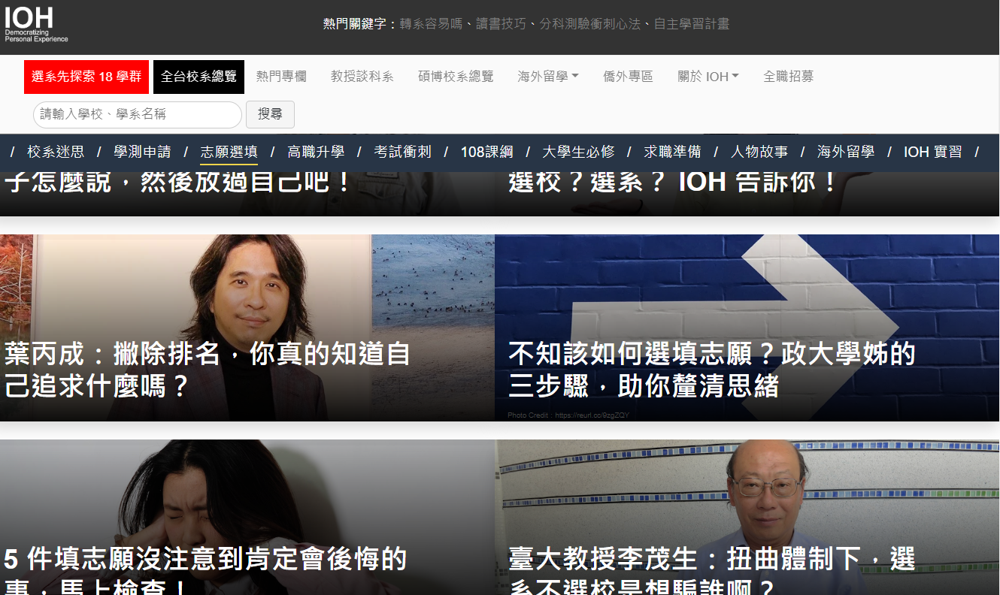 IOH
Democratizing
Personal Experience
熱門關鍵字：轉系容易嗎、讀書技巧、分科測驗衝刺心法、自主學習計畫
選系先探索 18 學群 全台校系總覽 熱門專欄 教授談科系 碩博校系總覽 海外留學 僑外專區 關於 IOH 全職招募
請輸入學校、學系名稱 搜尋
/ 校系迷思 / 學測申請 / 志願選填 / 高職升學 / 考試衝刺 / 108課綱 / 大學生必修 / 求職準備 / 人物故事 / 海外留學 / IOH 實習 /
子怎麼說，然後放過自己吧！
選校？選系？ IOH 告訴你！
葉丙成：撇除排名，你真的知道自
己追求什麼嗎？
不知該如何選填志願？政大學姊的
三步驟，助你釐清思緒
Photo Credit : https://reurl.cc/9zgZQY
5 件填志願沒注意到肯定會後悔的
事，馬上檢查！
臺大教授李茂生：扭曲體制下，選
系不選校是想騙誰啊？